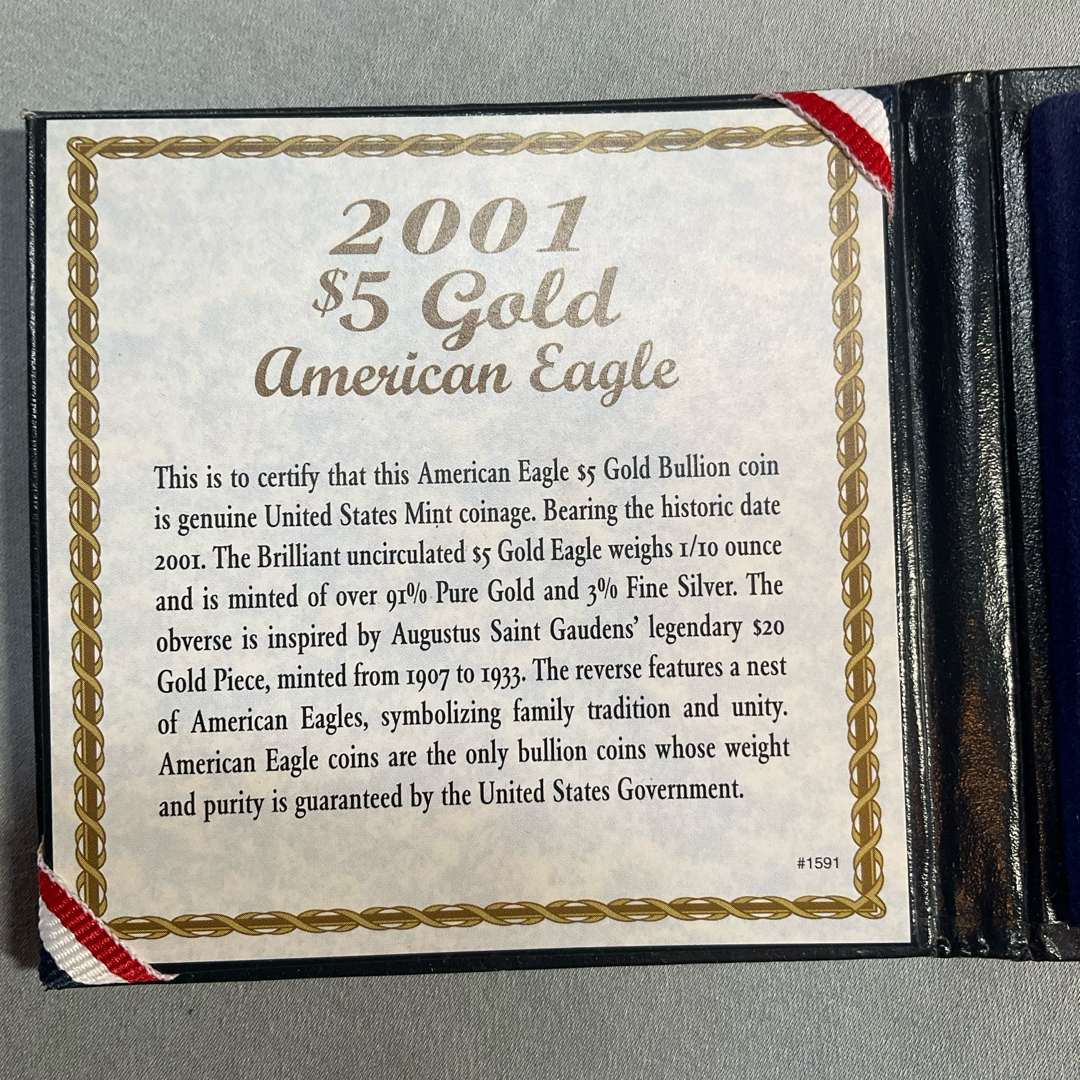 2001
$5 Gold
American Eagle
This is to certify that this American Eagle $5 Gold Bullion coin
is genuine United States Mint coinage. Bearing the historic date
2001. The Brilliant uncirculated $5 Gold Eagle weighs 1/10 ounce
and is minted of over 91% Pure Gold and 3% Fine Silver. The
obverse is inspired by Augustus Saint Gaudens' legendary $20
Gold Piece, minted from 1907 to 1933. The reverse features a nest
of American Eagles, symbolizing family tradition and unity.
American Eagle coins are the only bullion coins whose weight
and purity is guaranteed by the United States Government.
#1591